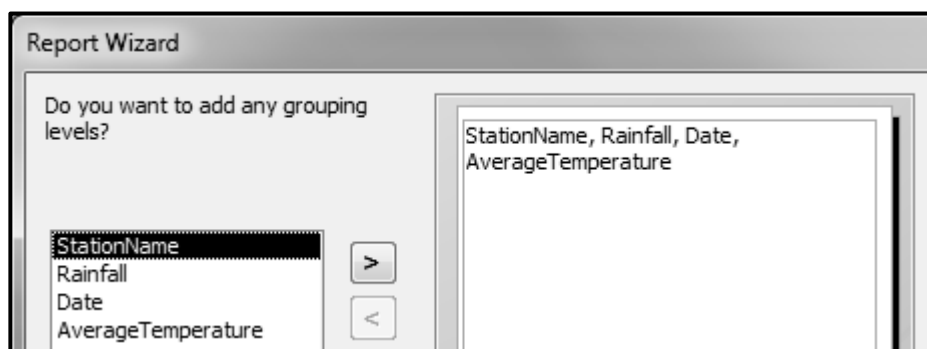 Report Wizard
Do you want to add any grouping
levels?
StationName, Rainfall, Date,
AverageTemperature
StationName
Rainfall
Date
AverageTemperature
>
<